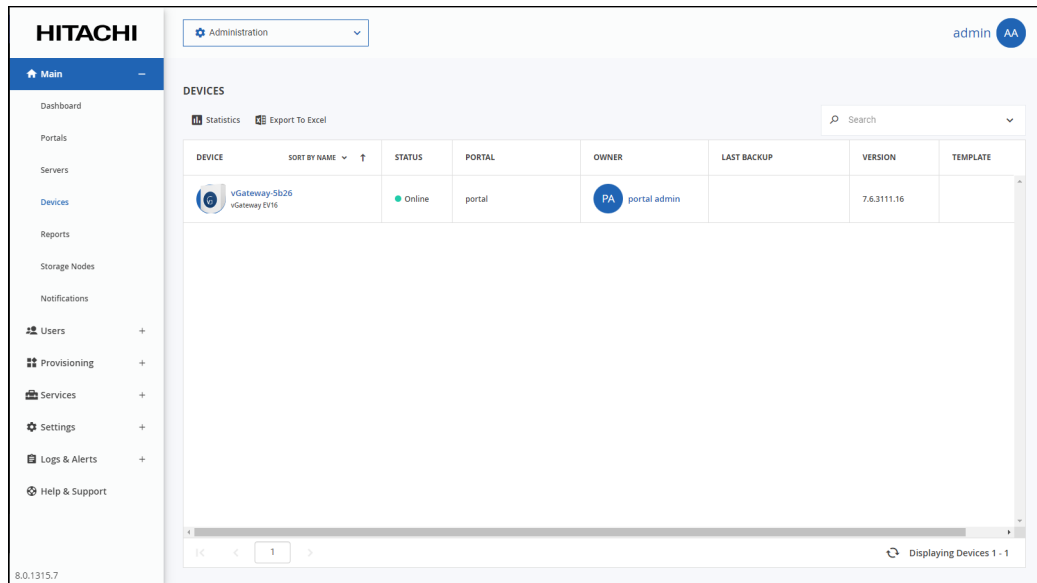 HITACHI
Administration
admin AA
Main
Dashboard
Portals
Servers
Devices
Reports
Storage Nodes
Notifications
Users
Provisioning
Services
Settings
Logs & Alerts
Help & Support
8.0.1315.7
DEVICES
Statistics Export To Excel
Search
DEVICE SORT BY NAME STATUS PORTAL OWNER LAST BACKUP VERSION TEMPLATE
vGateway-5b26 Online portal PA portal admin 7.6.3111.16
vGateway EV16
1 Displaying Devices 1 - 1